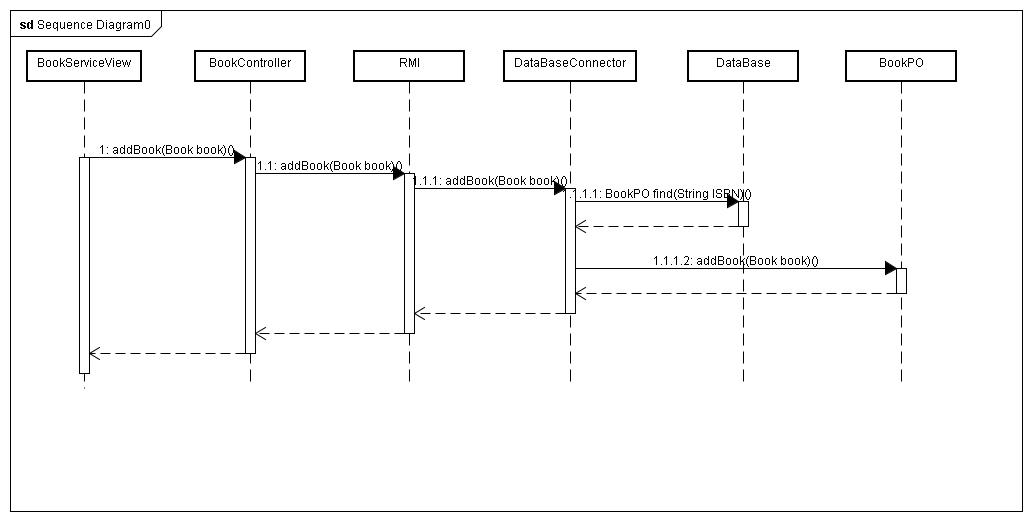 sd Sequence Diagram0
BookServiceView
BookController
RMI
DataBaseConnector
DataBase
BookPO
1: addBook(Book book)()
1.1: addBook(Book book)()
1.1.1: addBook(Book book)()
.1.1.1: BookPO find(String ISBN)()
1.1.1.2: addBook(Book book)()